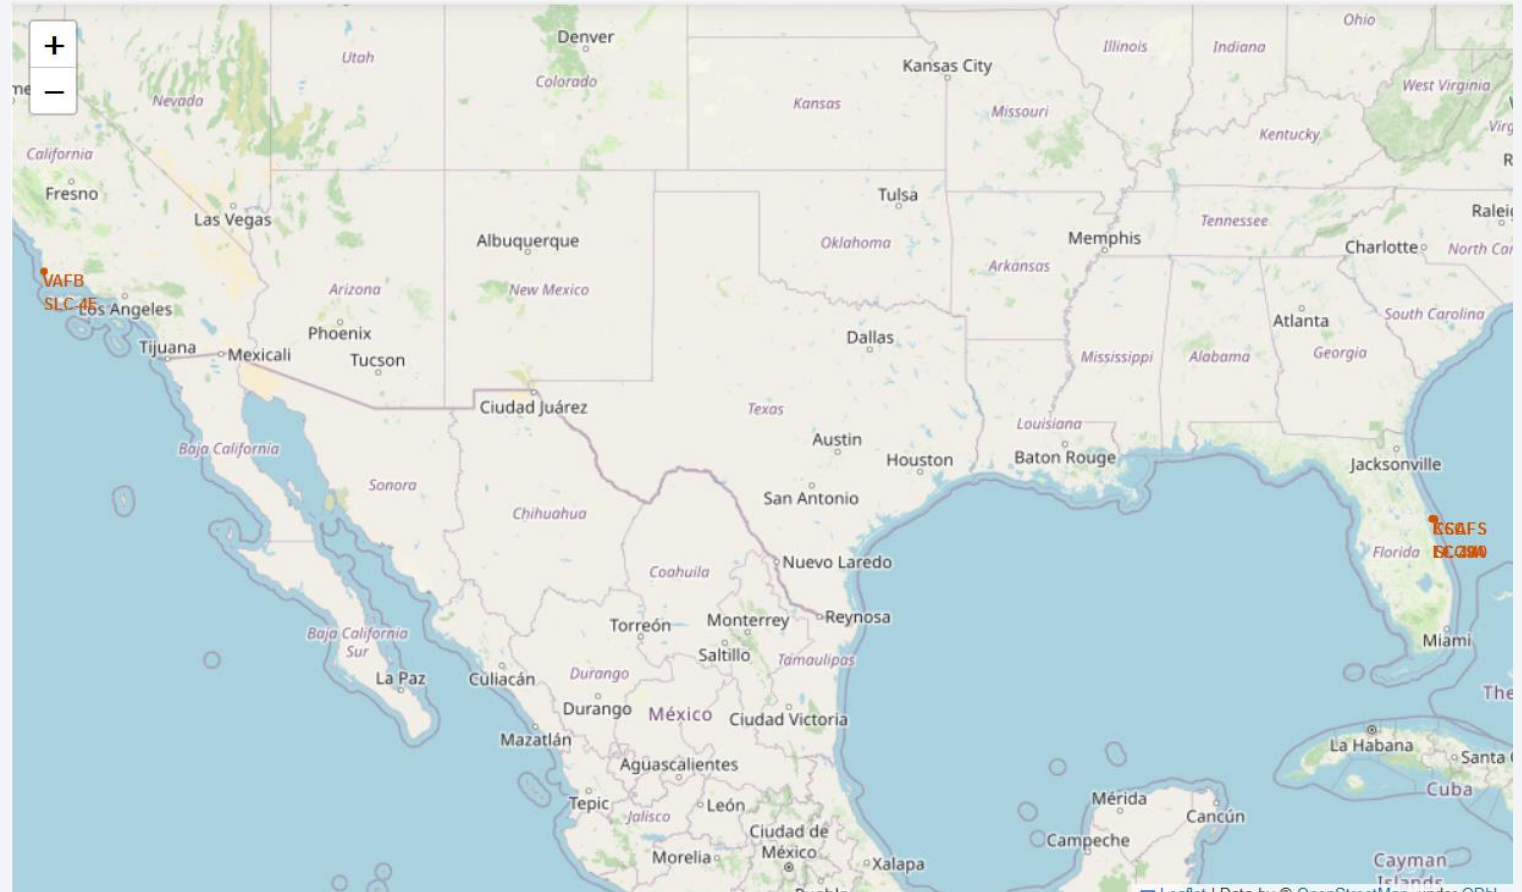 +
−
Denver
Utah
Colorado
Nevada
Kansas City
Illinois
Indiana
Ohio
West Virginia
Kansas
Missouri
Kentucky
California
Fresno
Las Vegas
Tulsa
Tennessee
Albuquerque
Oklahoma
Memphis
Charlotte
Arkansas
VAFB
SLC-4E
Los Angeles
Arizona
New Mexico
Phoenix
Tucson
Tijuana
Mexicali
Dallas
Mississippi
Alabama
Atlanta
Georgia
South Carolina
Ciudad Juárez
Texas
Louisiana
Austin
Houston
Baton Rouge
Jacksonville
Baja California
Sonora
Chihuahua
San Antonio
Florida
Nuevo Laredo
Coahuila
Torreón
Monterrey
Reynosa
Saltillo
Tamaulipas
Miami
Baja California
Sur
La Paz
Culiacán
Durango
Durango
México
Ciudad Victoria
Mazatlán
La Habana
Aguascalientes
Cuba
Tepic
León
Jalisco
Mérida
Cancún
Ciudad de
México
Campeche
Morelia
Xalapa
Cayman
Islands